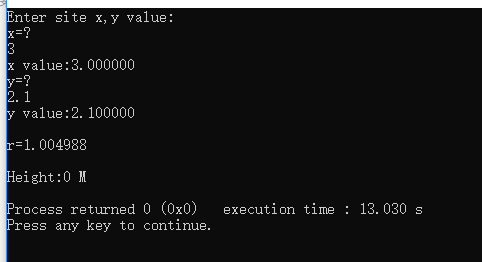 Enter site x,y value:
x=?
3
x value:3.000000
y=?
2.1
y value:2.100000
r=1.004988
Height:0 M
Process returned 0 (0x0)   execution time : 13.030 s
Press any key to continue.